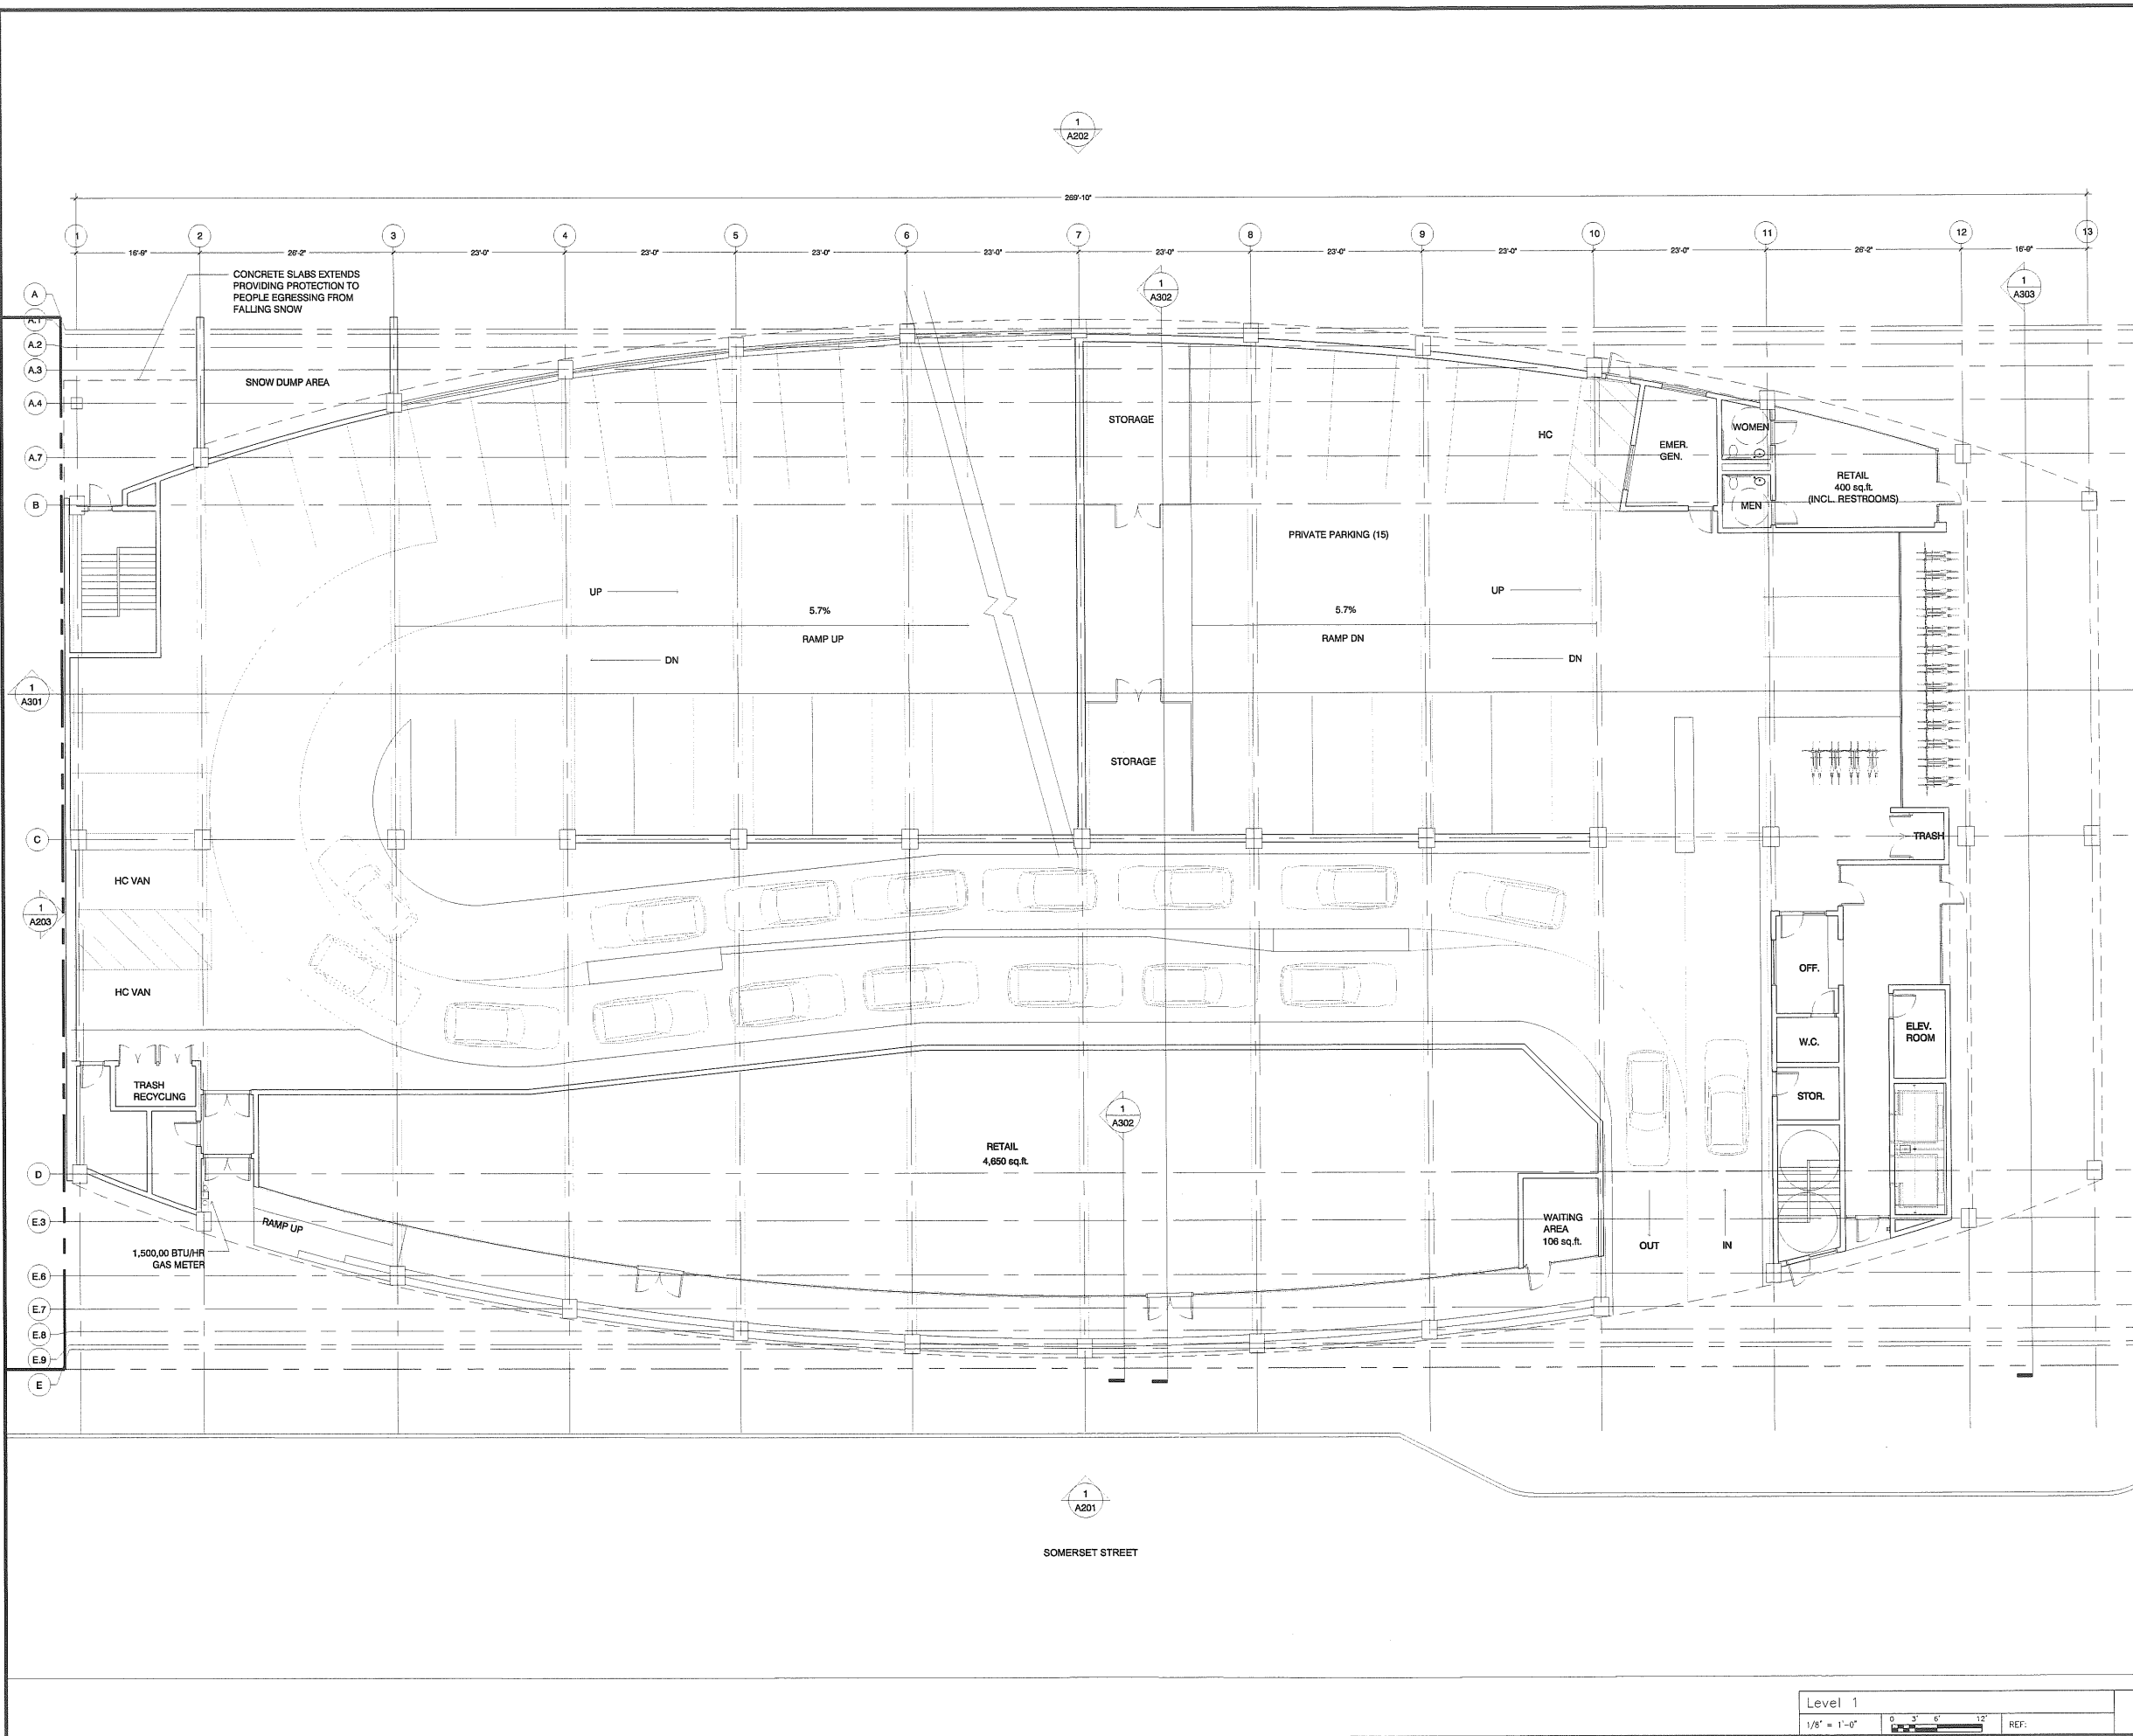 1
A202
269'-10"
1
2
3
4
5
6
7
8
9
10
11
12
13
16'-9"
26'-2"
23'-0"
23'-0"
23'-0"
23'-0"
23'-0"
23'-0"
23'-0"
23'-0"
26'-2"
16'-9"
CONCRETE SLABS EXTENDS
PROVIDING PROTECTION TO
PEOPLE EGRESSING FROM
FALLING SNOW
1
A302
1
A303
A
A.1
A.2
A.3
A.4
A.7
B
SNOW DUMP AREA
STORAGE
HC
EMER.
GEN.
WOMEN
MEN
RETAIL
400 sq.ft.
(INCL. RESTROOMS)
PRIVATE PARKING (15)
UP
5.7%
RAMP UP
DN
UP
5.7%
RAMP DN
DN
1
A301
STORAGE
C
TRASH
HC VAN
1
A203
HC VAN
OFF.
W.C.
ELEV.
ROOM
STOR.
TRASH
RECYCLING
1
A302
RETAIL
4,650 sq.ft.
D
E.3
RAMP UP
WAITING
AREA
106 sq.ft.
OUT
IN
1,500,00 BTU/HR
GAS METER
E.6
E.7
E.8
E.9
E
1
A201
SOMERSET STREET
Level 1
1/8" = 1'-0"
0 3' 6' 12'
REF: